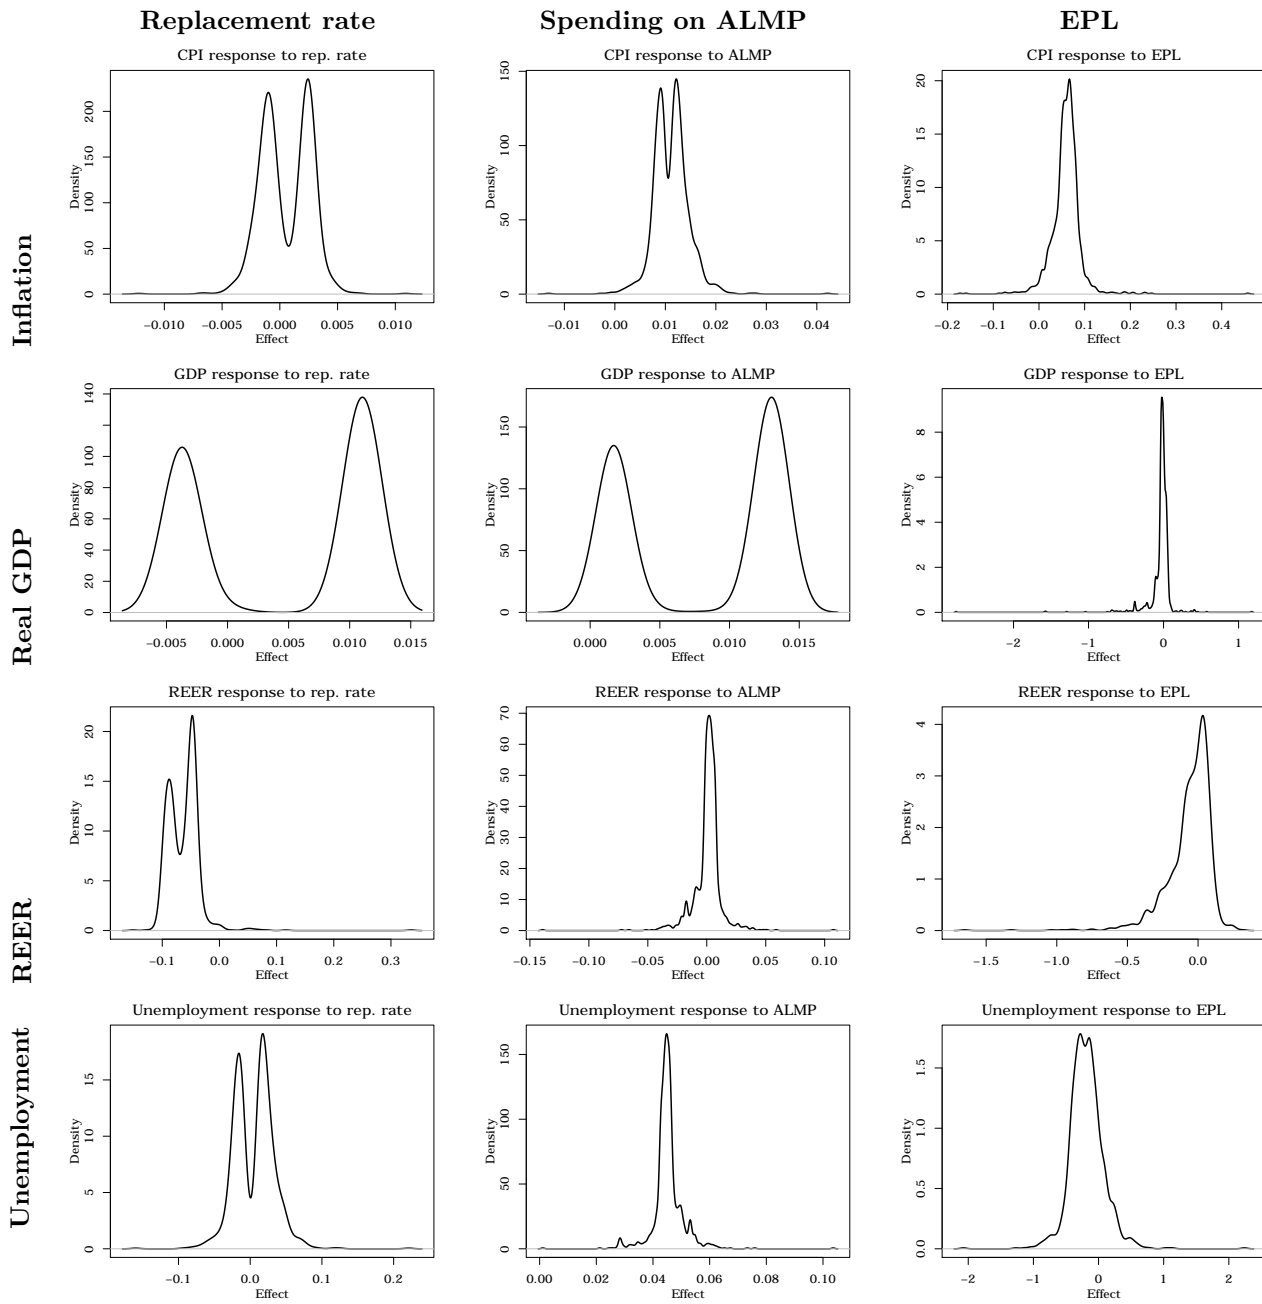 Replacement rate Spending on ALMP EPL
Inflation
CPI response to rep. rate
Density
0 50 100 150 200
−0.010 −0.005 0.000 0.005 0.010
Effect
CPI response to ALMP
Density
0 50 100 150
−0.01 0.00 0.01 0.02 0.03 0.04
Effect
CPI response to EPL
Density
0 5 10 15 20
−0.2 −0.1 0.0 0.1 0.2 0.3 0.4
Effect
Real GDP
GDP response to rep. rate
Density
0 20 40 60 80 100 140
−0.005 0.000 0.005 0.010 0.015
Effect
GDP response to ALMP
Density
0 50 100 150
0.000 0.005 0.010 0.015
Effect
GDP response to EPL
Density
0 2 4 6 8
−2 −1 0 1
Effect
REER
REER response to rep. rate
Density
0 5 10 15 20
−0.1 0.0 0.1 0.2 0.3
Effect
REER response to ALMP
Density
0 10 20 30 40 50 60 70
−0.15 −0.10 −0.05 0.00 0.05 0.10
Effect
REER response to EPL
Density
0 1 2 3 4
−1.5 −1.0 −0.5 0.0
Effect
Unemployment
Unemployment response to rep. rate
Density
0 5 10 15
−0.1 0.0 0.1 0.2
Effect
Unemployment response to ALMP
Density
0 50 100 150
0.00 0.02 0.04 0.06 0.08 0.10
Effect
Unemployment response to EPL
Density
0.0 0.5 1.0 1.5
−2 −1 0 1 2
Effect